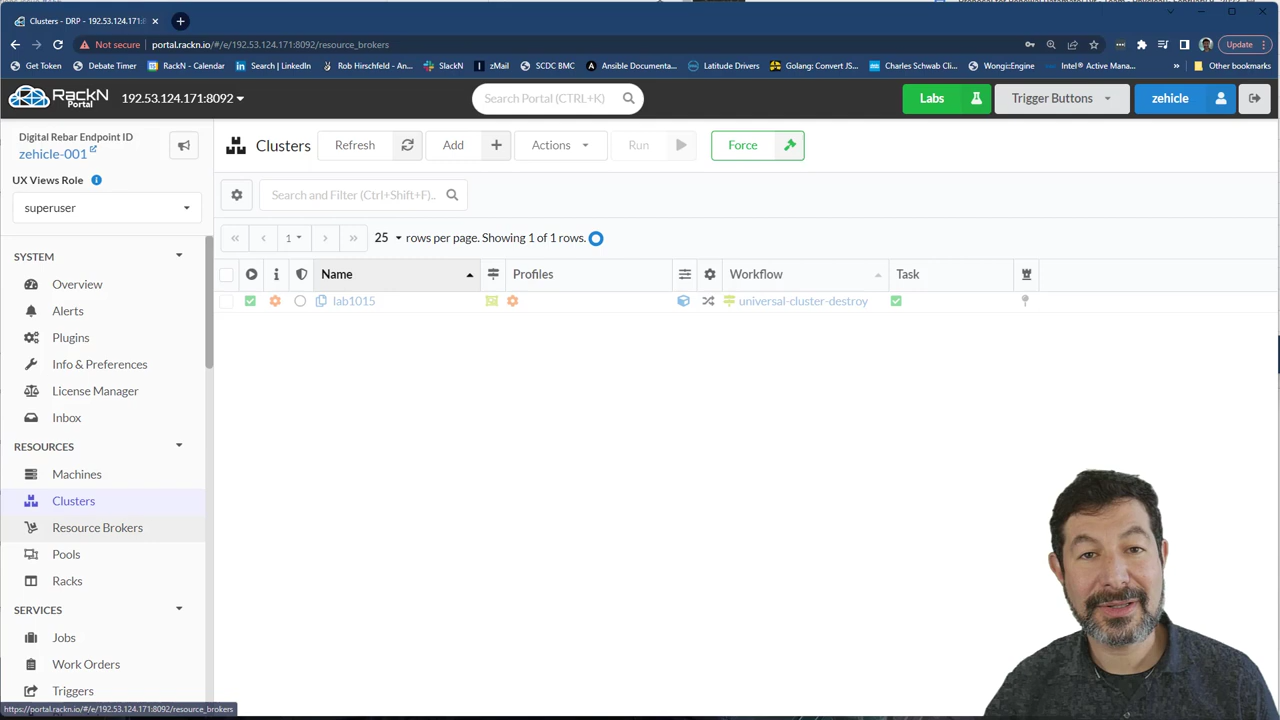 Clusters - DRP - 192.53.124.171:8
Not secure portal.rackn.io/#/e/192.53.124.171:8092/resource_brokers
Update
Get Token Debate Timer RackN - Calendar Search | LinkedIn Rob Hirschfeld - An... SlackN zMail SCDC BMC Ansible Documenta... Latitude Drivers Golang: Convert JS... Charles Schwab Cli... Wong::Engine Intel® Active Mana... » Other bookmarks
RackN Portal 192.53.124.171:8092 Search Portal (CTRL+K) Labs Trigger Buttons zehicle
Digital Rebar Endpoint ID
zehicle-001
UX Views Role
superuser
SYSTEM
Overview
Alerts
Plugins
Info & Preferences
License Manager
Inbox
RESOURCES
Machines
Clusters
Resource Brokers
Pools
Racks
SERVICES
Jobs
Work Orders
Triggers
Clusters Refresh Add Actions Run Force
Search and Filter (Ctrl+Shift+F)..
« ‹ 1 › » 25 rows per page. Showing 1 of 1 rows.
Name Profiles Workflow Task
lab1015 universal-cluster-destroy
https://portal.rackn.io/#/e/192.53.124.171:8092/resource_brokers